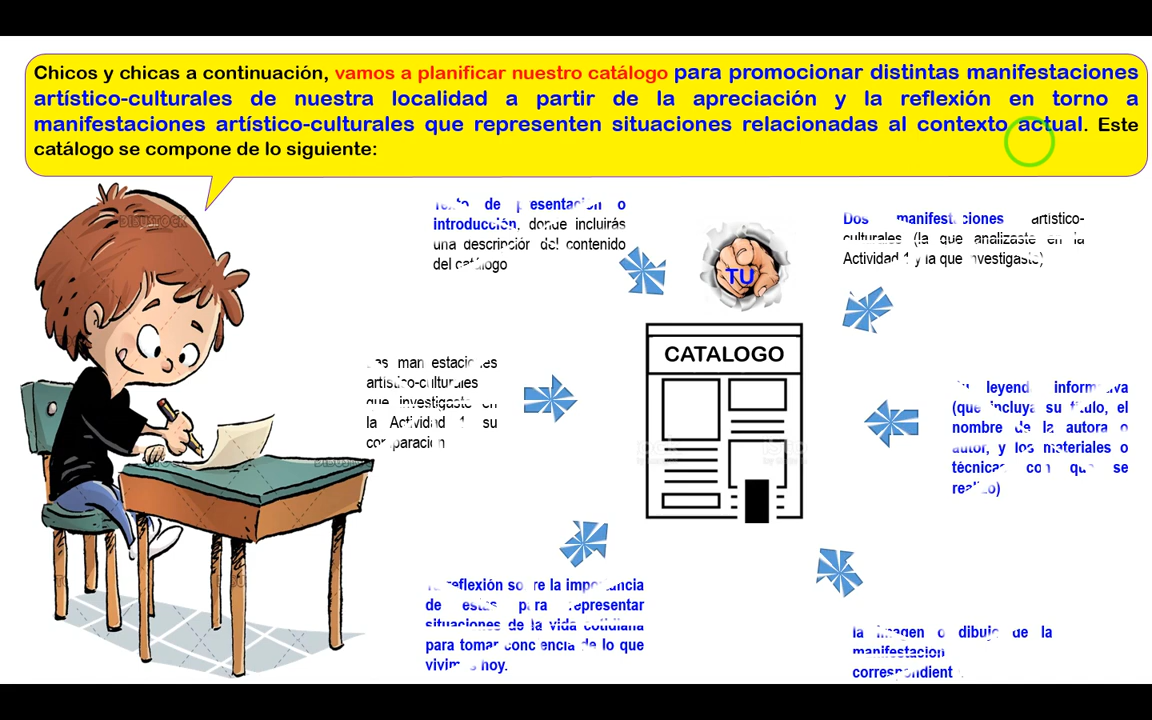 Chicos y chicas a continuación, vamos a planificar nuestro catálogo para promocionar distintas manifestaciones
artístico-culturales de nuestra localidad a partir de la apreciación y la reflexión en torno a
manifestaciones artístico-culturales que representen situaciones relacionadas al contexto actual. Este
catálogo se compone de lo siguiente:
Texto de presentación o
introducción, donde incluirás
una descripción del contenido
del catálogo
TU
Dos manifestaciones artístico-
culturales (la que analizaste en la
Actividad 1 y la que investigaste)
CATALOGO
Las manifestaciones
artístico-culturales
que investigaste en
la Actividad 1 su
comparación
Su leyenda informativa
(que incluya su título, el
nombre de la autora o
autor, y los materiales o
técnicas con que se
realizó)
reflexión sobre la importancia
de estas para representar
situaciones de la vida cotidiana
para tomar conciencia de lo que
vivimos hoy.
la imagen o dibujo de la
manifestación
correspondiente
DIBUSTOCK